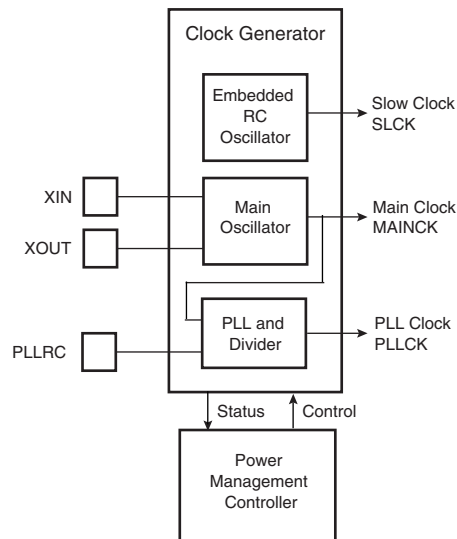 Clock Generator
Embedded
RC
Oscillator
Slow Clock
SLCK
XIN
Main
Oscillator
Main Clock
MAINCK
XOUT
PLL and
Divider
PLL Clock
PLLCK
PLLRC
Status
Control
Power
Management
Controller